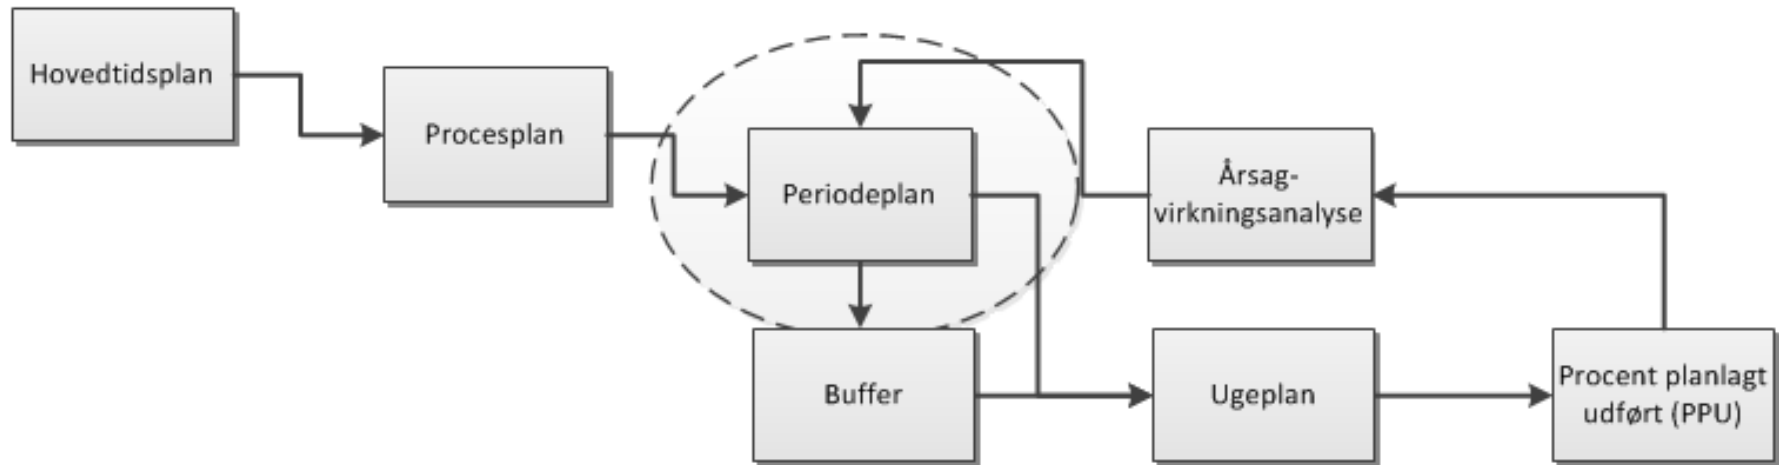 Hovedtidsplan
Procesplan
Periodeplan
Årsag-
virkningsanalyse
Buffer
Ugeplan
Procent planlagt
udført (PPU)